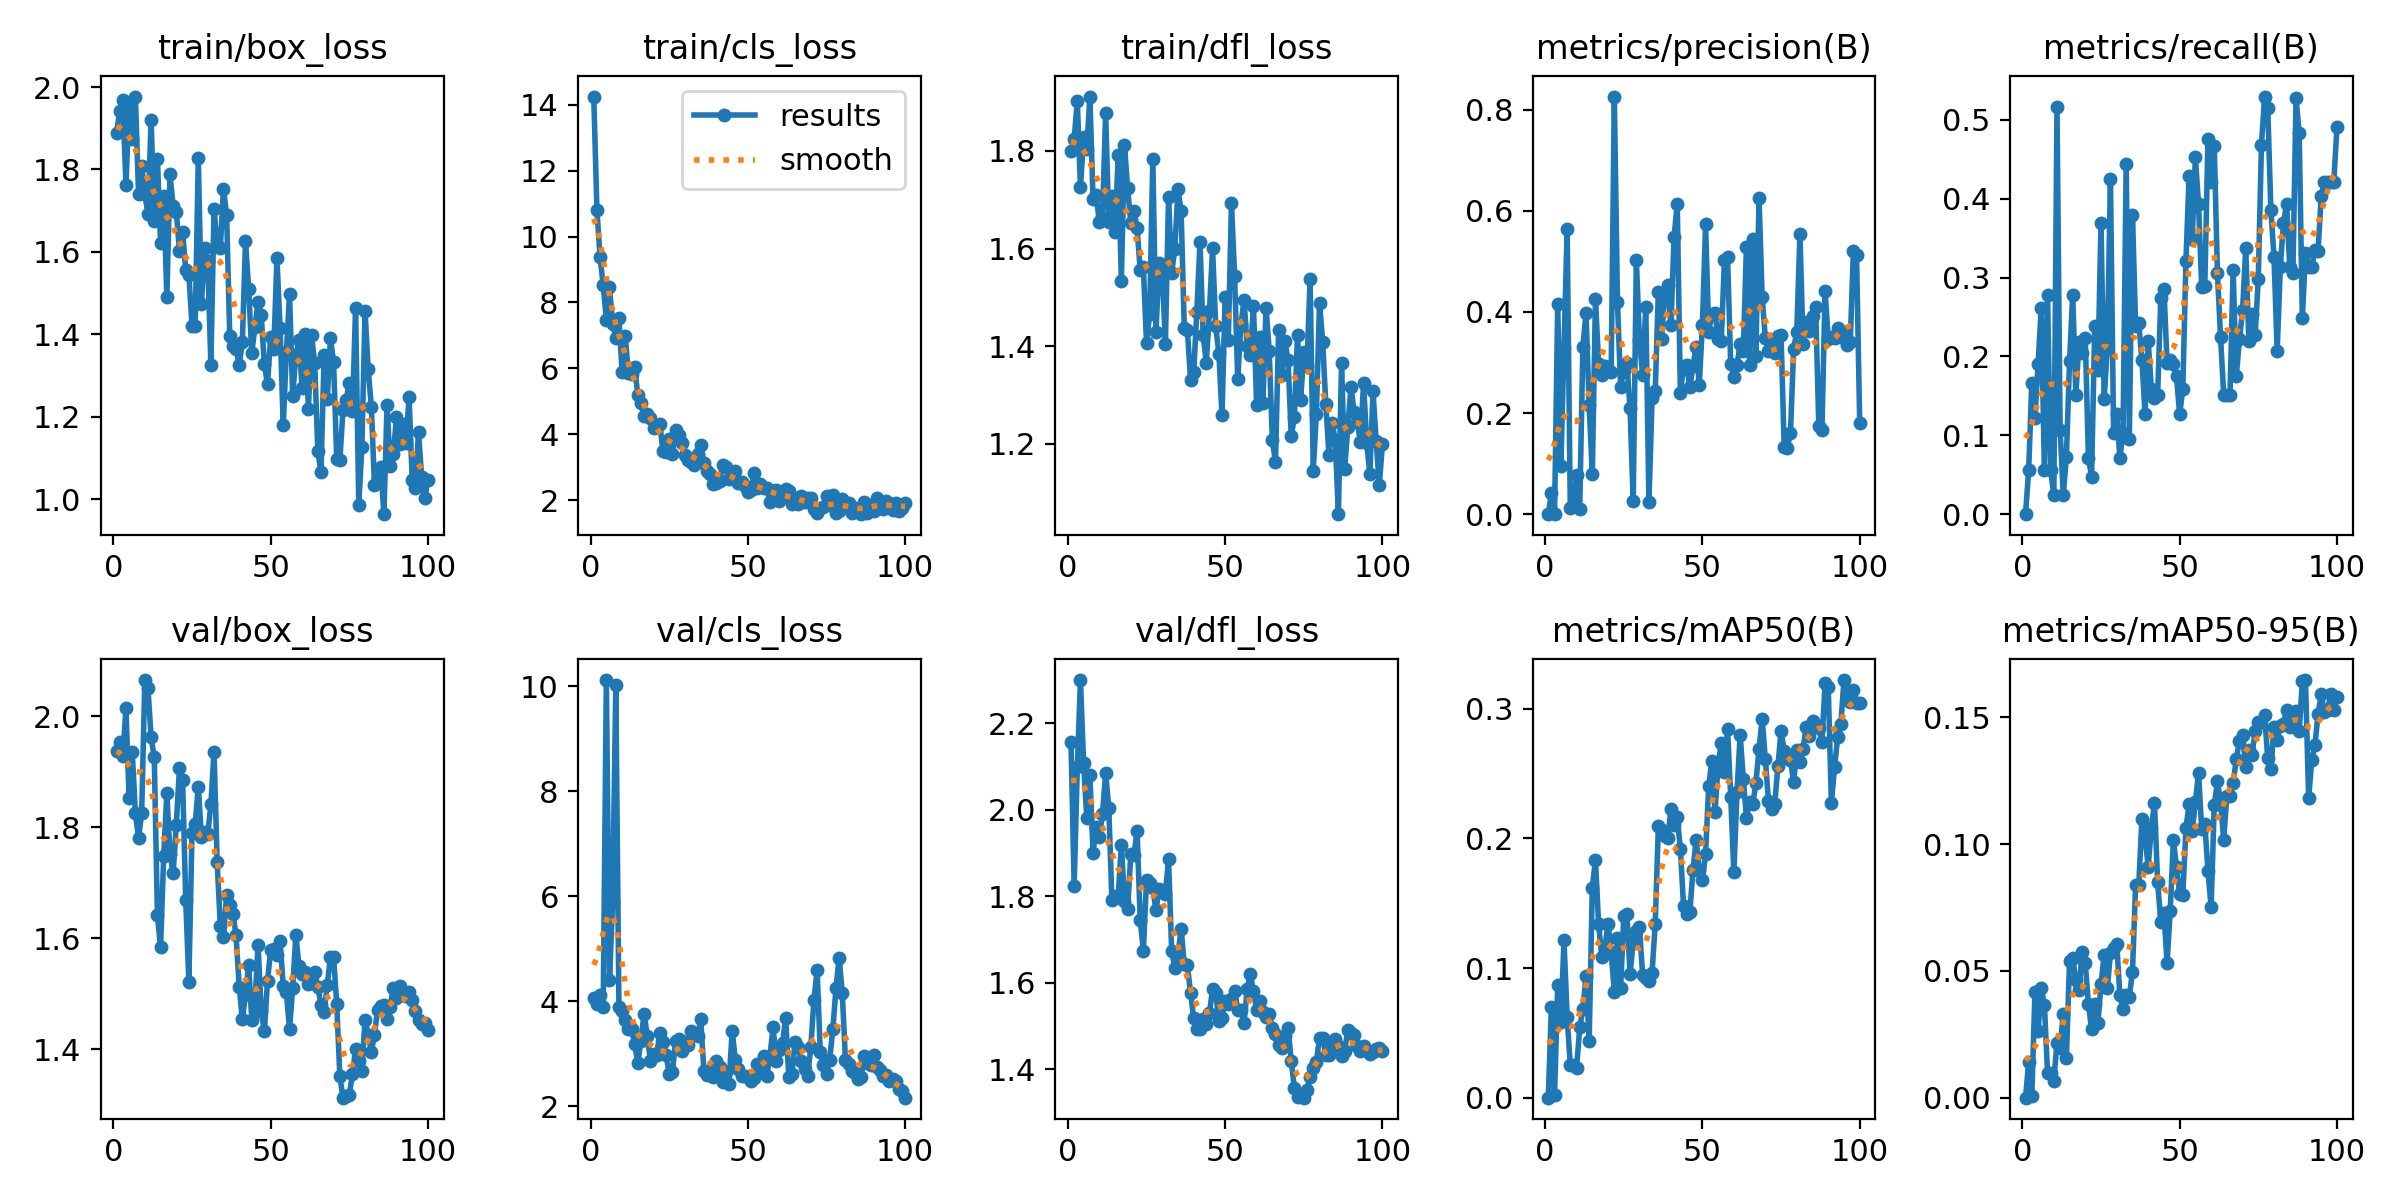 train/box_loss
train/cls_loss
train/dfl_loss
metrics/precision(B)
metrics/recall(B)
2.0
1.8
1.6
1.4
1.2
1.0
0 50 100
14
12
10
8
6
4
2
0 50 100
results
smooth
1.8
1.6
1.4
1.2
0 50 100
0.8
0.6
0.4
0.2
0.0
0 50 100
0.5
0.4
0.3
0.2
0.1
0.0
0 50 100
val/box_loss
val/cls_loss
val/dfl_loss
metrics/mAP50(B)
metrics/mAP50-95(B)
2.0
1.8
1.6
1.4
0 50 100
10
8
6
4
2
0 50 100
2.2
2.0
1.8
1.6
1.4
0 50 100
0.3
0.2
0.1
0.0
0 50 100
0.15
0.10
0.05
0.00
0 50 100